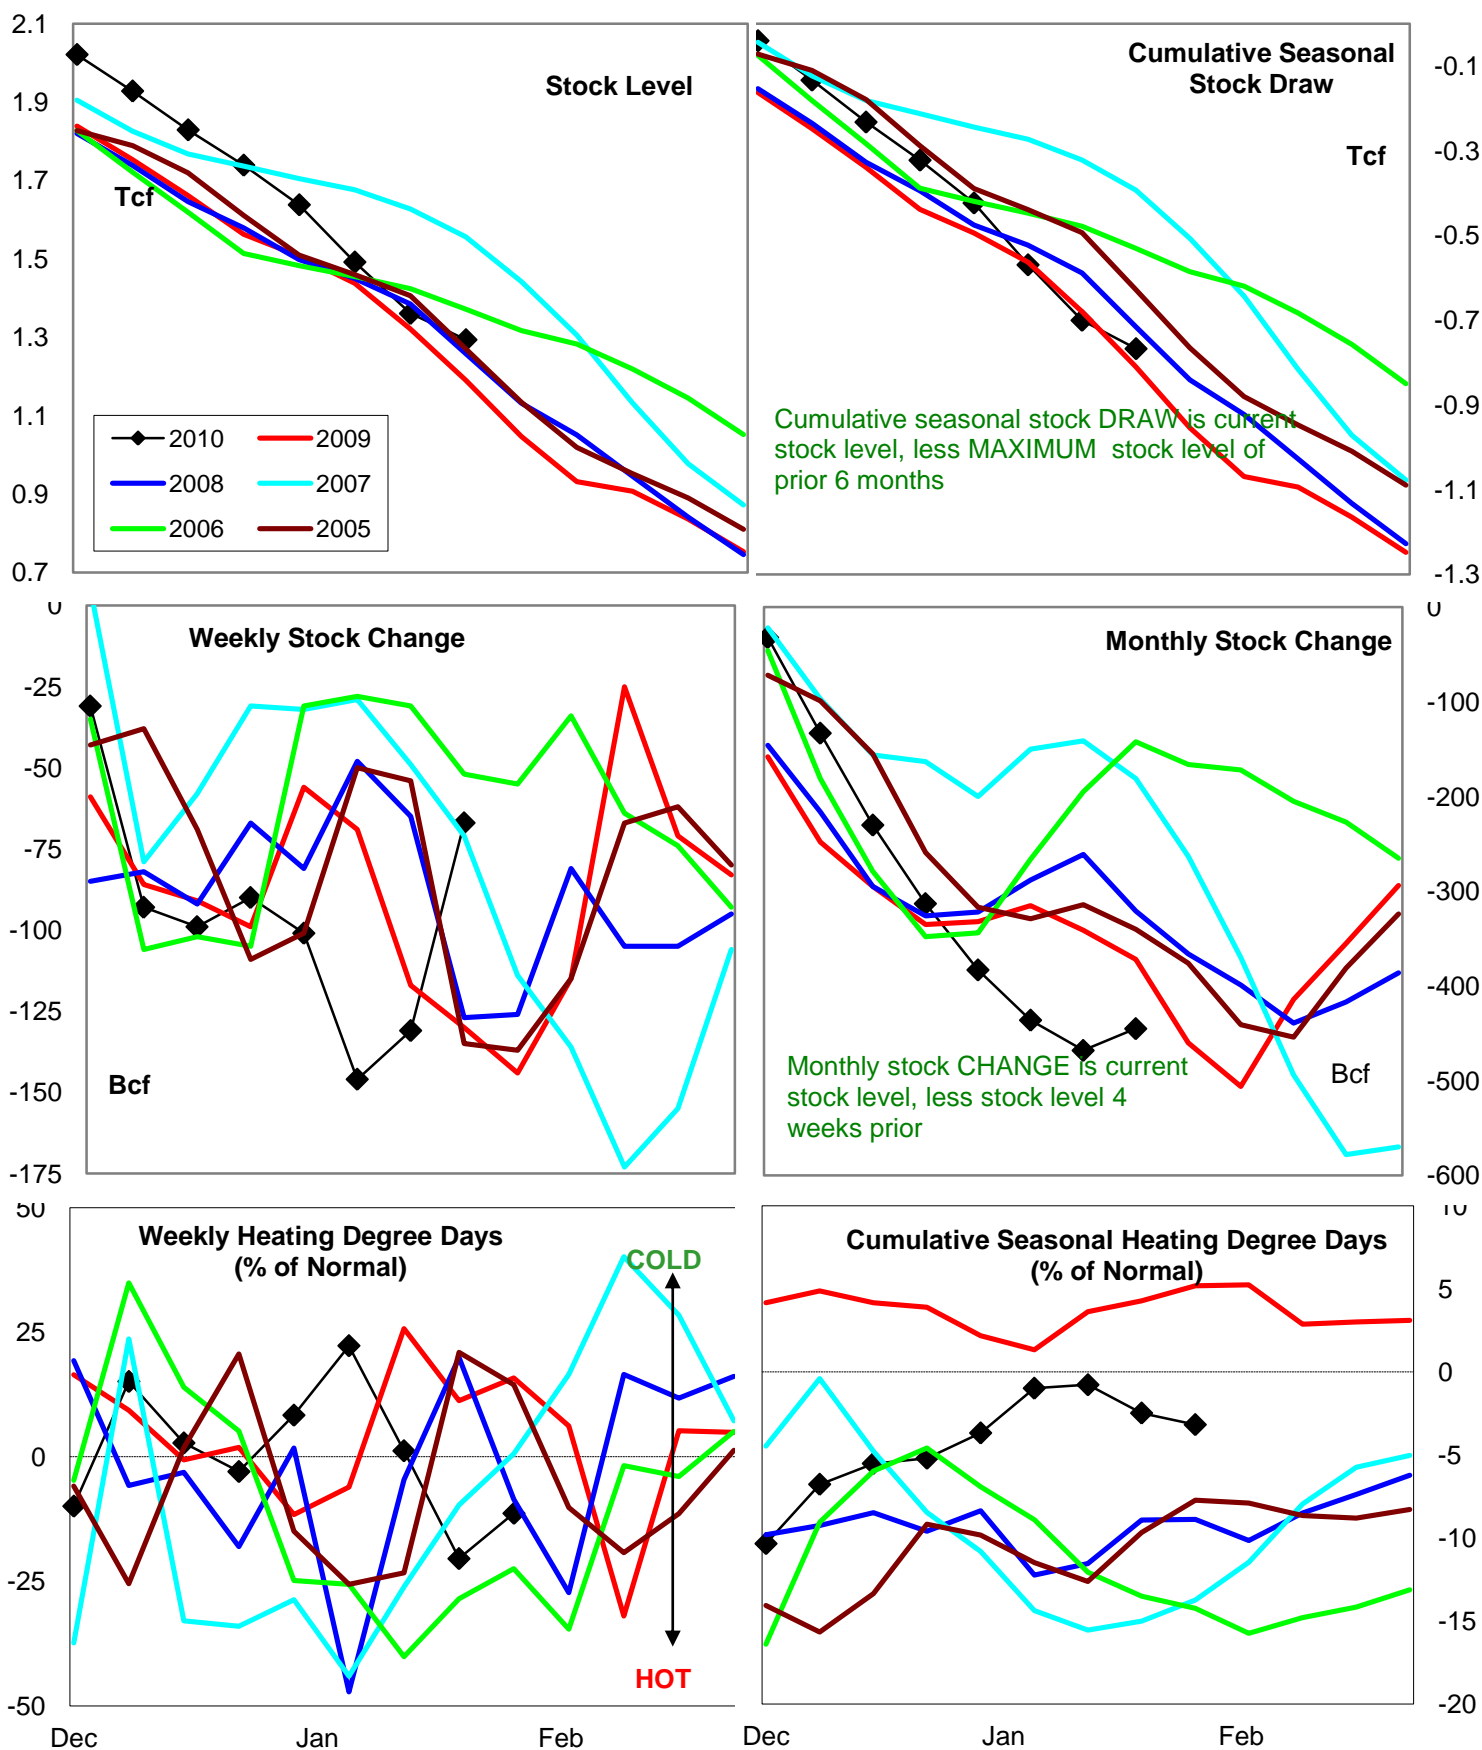 2.1
1.9
1.7
1.5
1.3
1.1
0.9
0.7
Stock Level
Tcf
2010
2009
2008
2007
2006
2005
Cumulative Seasonal
Stock Draw
Tcf
Cumulative seasonal stock DRAW is current
stock level, less MAXIMUM stock level of
prior 6 months
-0.1
-0.3
-0.5
-0.7
-0.9
-1.1
-1.3
0
-25
-50
-75
-100
-125
-150
-175
Weekly Stock Change
Bcf
Monthly Stock Change
Monthly stock CHANGE is current
stock level, less stock level 4
weeks prior
Bcf
0
-100
-200
-300
-400
-500
-600
50
25
0
-25
-50
Weekly Heating Degree Days
(% of Normal)
COLD
HOT
Dec
Jan
Feb
Cumulative Seasonal Heating Degree Days
(% of Normal)
10
5
0
-5
-10
-15
-20
Dec
Jan
Feb